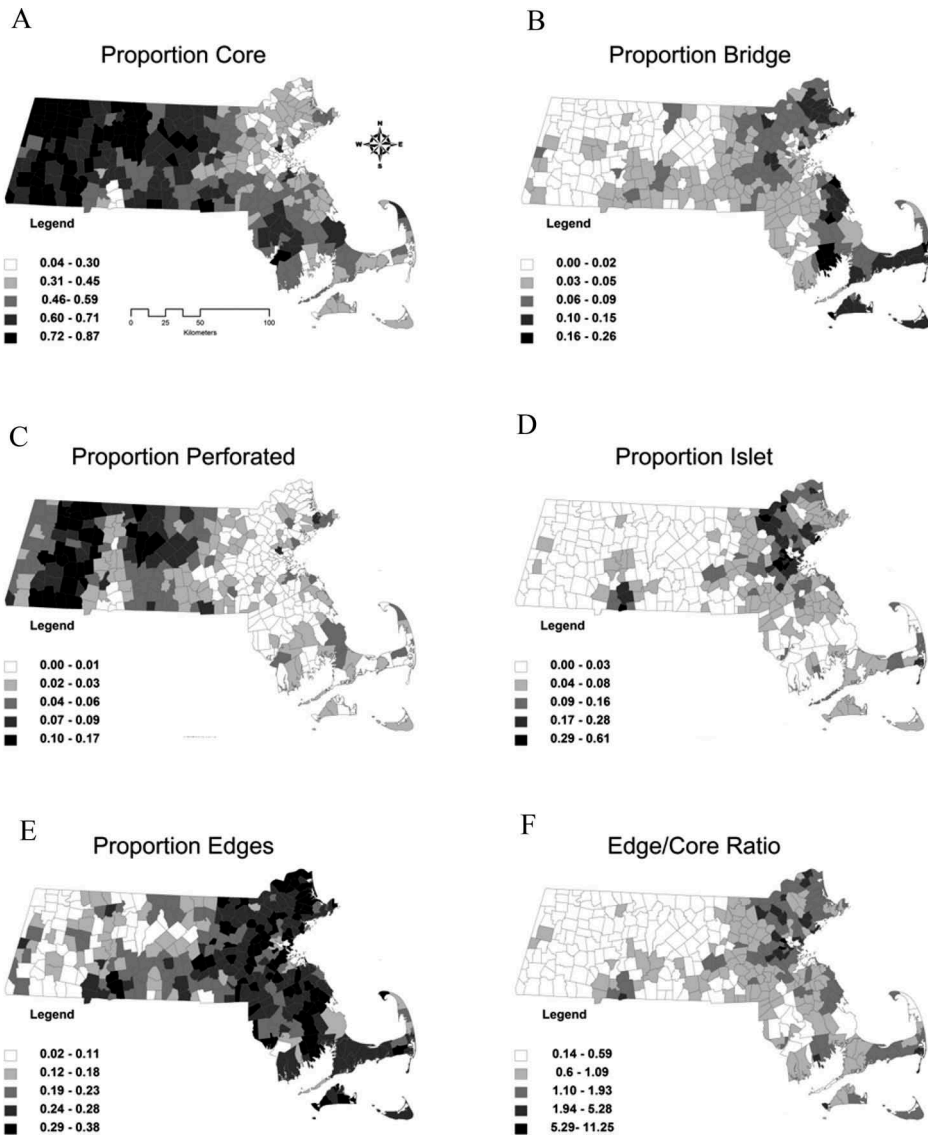 A
Proportion Core
N
W
E
S
Legend
0.04 - 0.30
0.31 - 0.45
0.46- 0.59
0.60 - 0.71
0.72 - 0.87
0 25 50 100
Kilometers
B
Proportion Bridge
Legend
0.00 - 0.02
0.03 - 0.05
0.06 - 0.09
0.10 - 0.15
0.16 - 0.26
C
Proportion Perforated
Legend
0.00 - 0.01
0.02 - 0.03
0.04 - 0.06
0.07 - 0.09
0.10 - 0.17
D
Proportion Islet
Legend
0.00 - 0.03
0.04 - 0.08
0.09 - 0.16
0.17 - 0.28
0.29 - 0.61
E
Proportion Edges
Legend
0.02 - 0.11
0.12 - 0.18
0.19 - 0.23
0.24 - 0.28
0.29 - 0.38
F
Edge/Core Ratio
Legend
0.14 - 0.59
0.6 - 1.09
1.10 - 1.93
1.94 - 5.28
5.29- 11.25